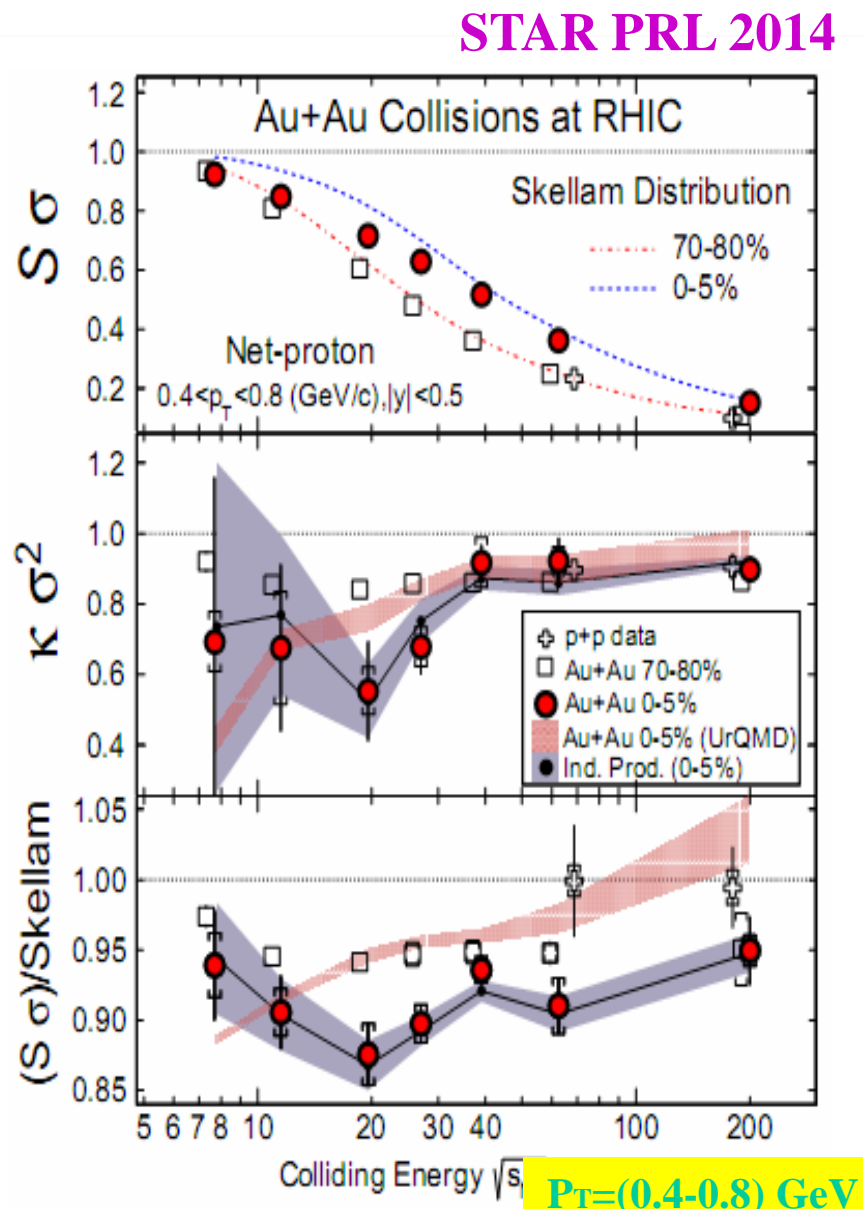 STAR PRL 2014
1.2
Au+Au Collisions at RHIC
1.0
Skellam Distribution
0.8
70-80%
S σ
0.6
0-5%
0.4
Net-proton
0.2
0.4<p_T<0.8 (GeV/c),|y|<0.5
1.2
1.0
κ σ²
0.8
0.6
0.4
p+p data
Au+Au 70-80%
Au+Au 0-5%
Au+Au 0-5% (UrQMD)
Ind. Prod. (0-5%)
(S σ)/Skellam
1.05
1.00
0.95
0.90
0.85
5 6 7 8 10 20 30 40 100 200
Colliding Energy √s
PT=(0.4-0.8) GeV